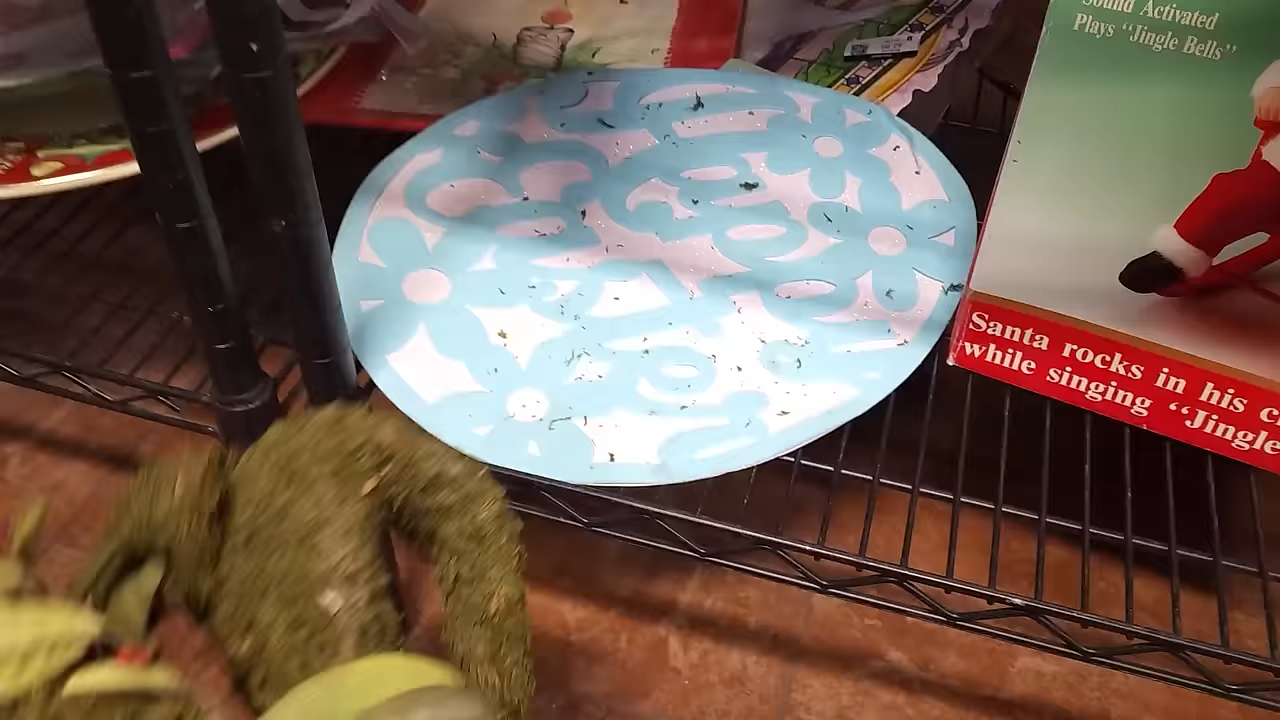 Sound Activated
Plays “Jingle Bells”
Santa rocks in his
while singing “Jingle